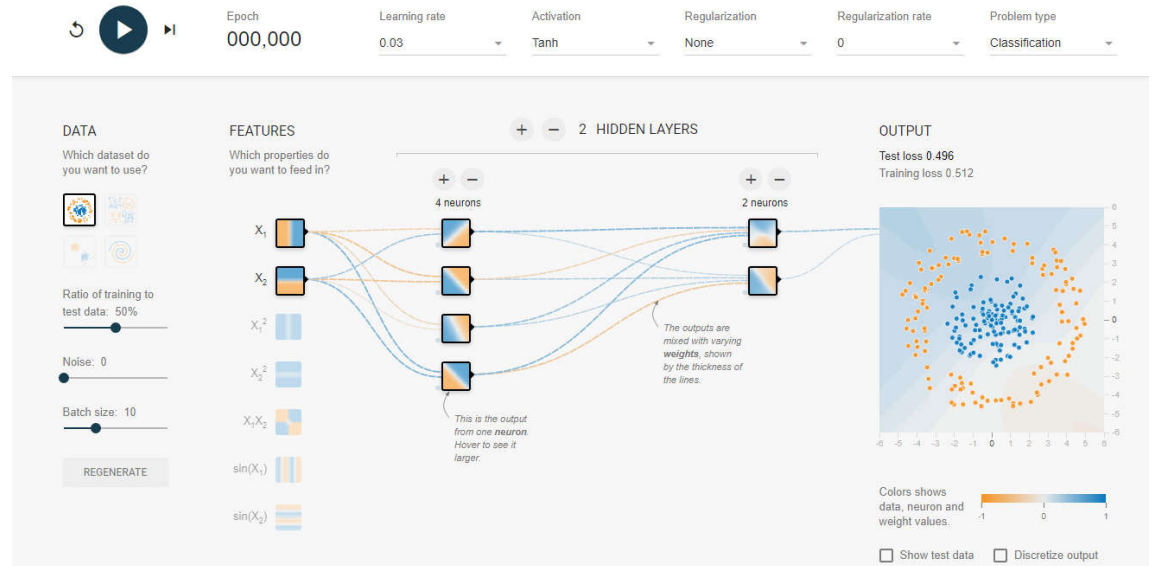 Epoch
000,000
Learning rate
0.03
Activation
Tanh
Regularization
None
Regularization rate
0
Problem type
Classification
DATA
Which dataset do
you want to use?
Ratio of training to
test data: 50%
Noise: 0
Batch size: 10
REGENERATE
FEATURES
Which properties do
you want to feed in?
X₁
X₂
X₁²
X₂²
X₁X₂
sin(X₁)
sin(X₂)
+ − 2 HIDDEN LAYERS
+ −
4 neurons
+ −
2 neurons
The outputs are
mixed with varying
weights, shown
by the thickness of
the lines.
This is the output
from one neuron.
Hover to see it
larger.
OUTPUT
Test loss 0.496
Training loss 0.512
6
5
4
3
2
1
0
-1
-2
-3
-4
-5
-6
-6 -5 -4 -3 -2 -1 0 1 2 3 4 5 6
Colors shows
data, neuron and
weight values.
-1 0 1
Show test data
Discretize output